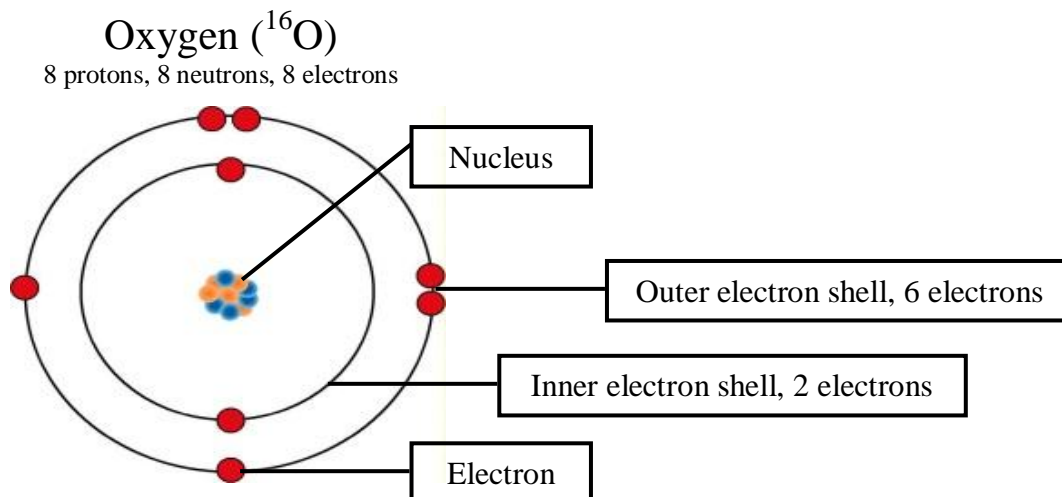 Oxygen (¹⁶O)
8 protons, 8 neutrons, 8 electrons
Nucleus
Outer electron shell, 6 electrons
Inner electron shell, 2 electrons
Electron